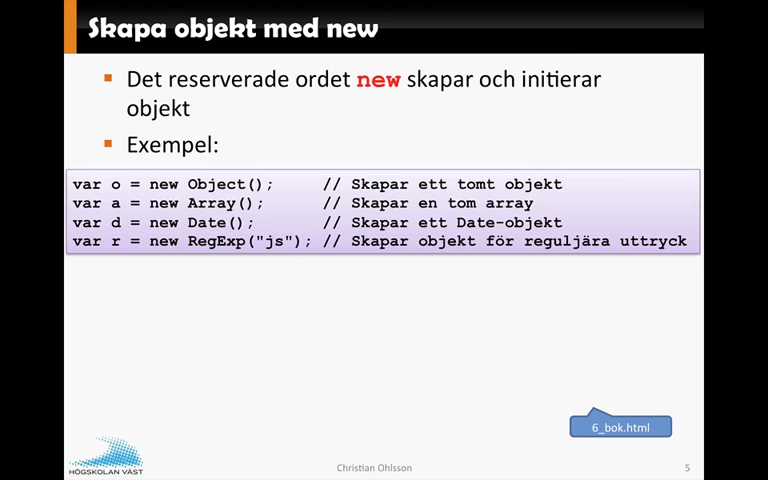 Skapa objekt med new
Det reserverade ordet new skapar och initierar
objekt
Exempel:
var o = new Object();     // Skapar ett tomt objekt
var a = new Array();      // Skapar en tom array
var d = new Date();       // Skapar ett Date-objekt
var r = new RegExp("js"); // Skapar objekt för reguljära uttryck
6_bok.html
HÖGSKOLAN VÄST
Christian Ohlsson
5